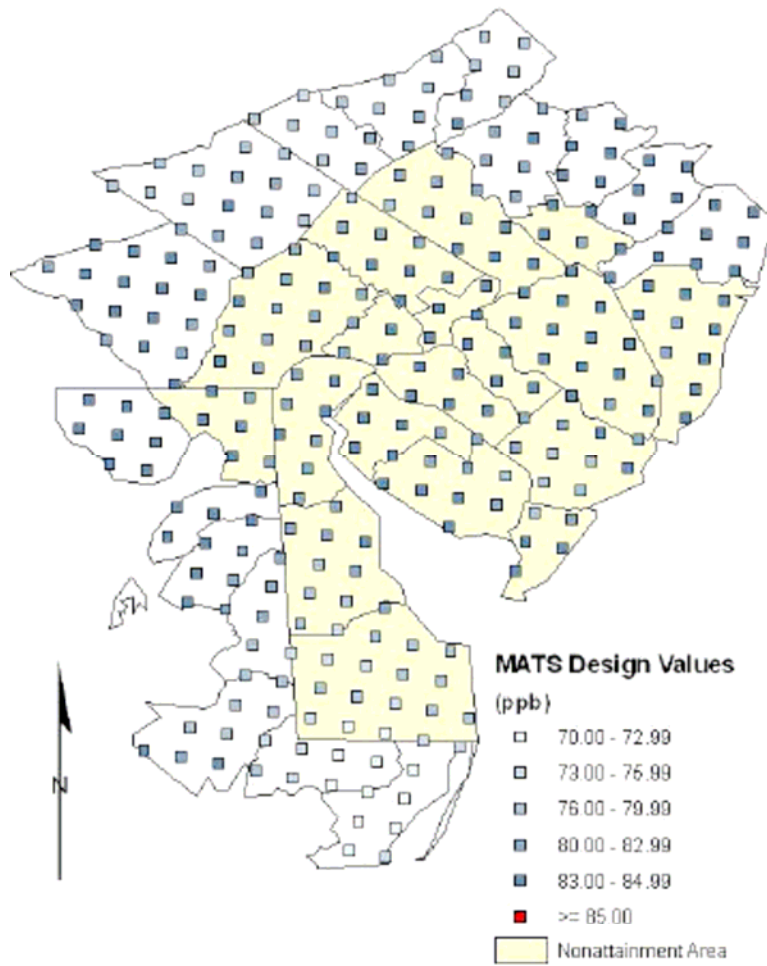 MATS Design Values
(ppb)
70.00 - 72.99
73.00 - 75.99
76.00 - 79.99
80.00 - 82.99
83.00 - 84.99
>= 85.00
Nonattainment Area
N